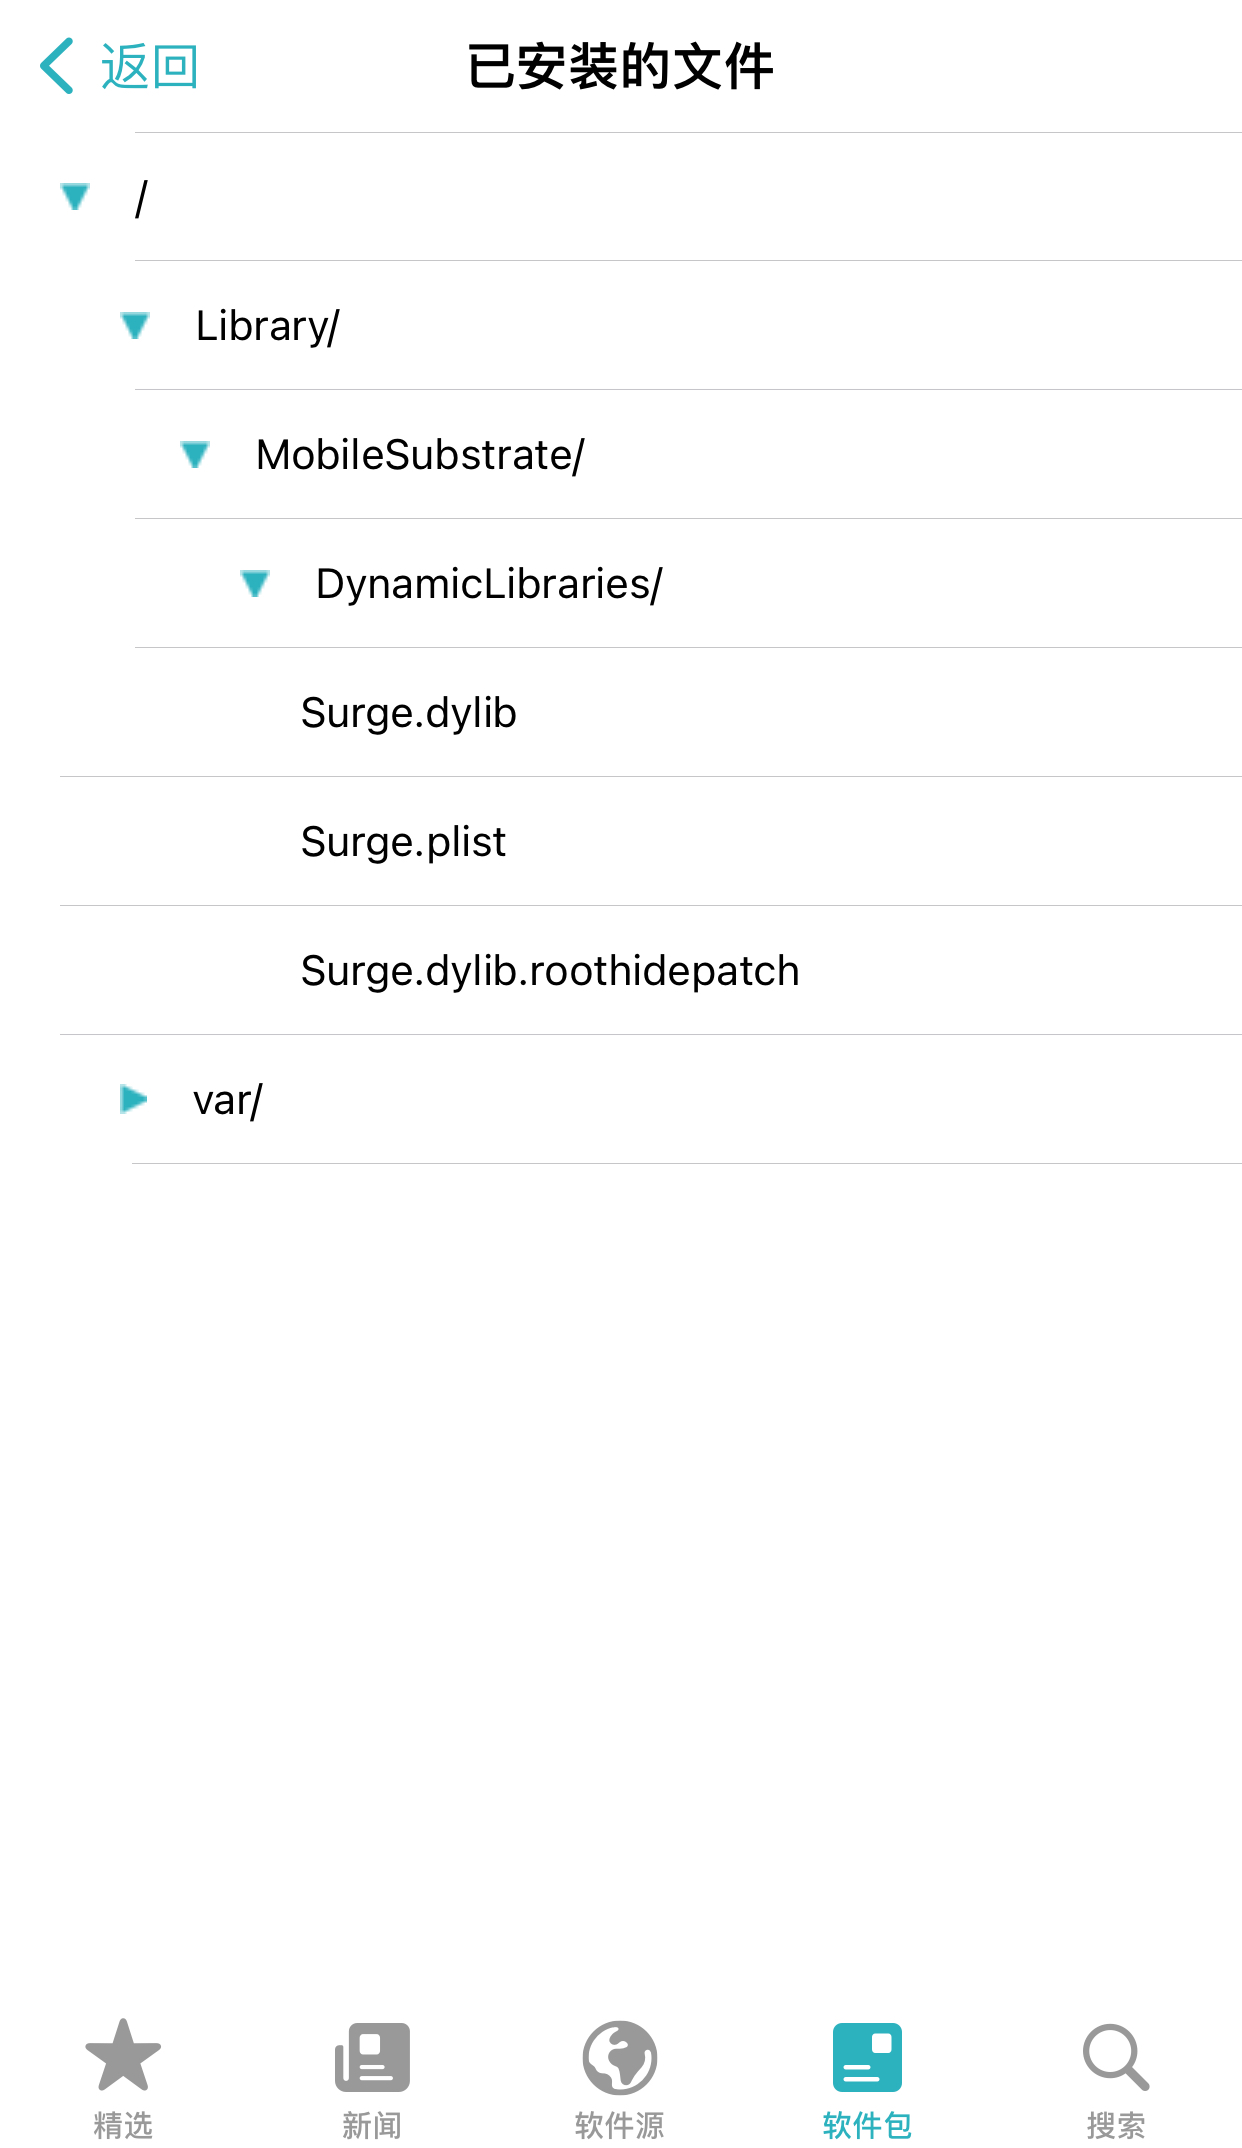 返回
已安装的文件
/
Library/
MobileSubstrate/
DynamicLibraries/
Surge.dylib
Surge.plist
Surge.dylib.roothidepatch
var/
精选
新闻
软件源
软件包
搜索